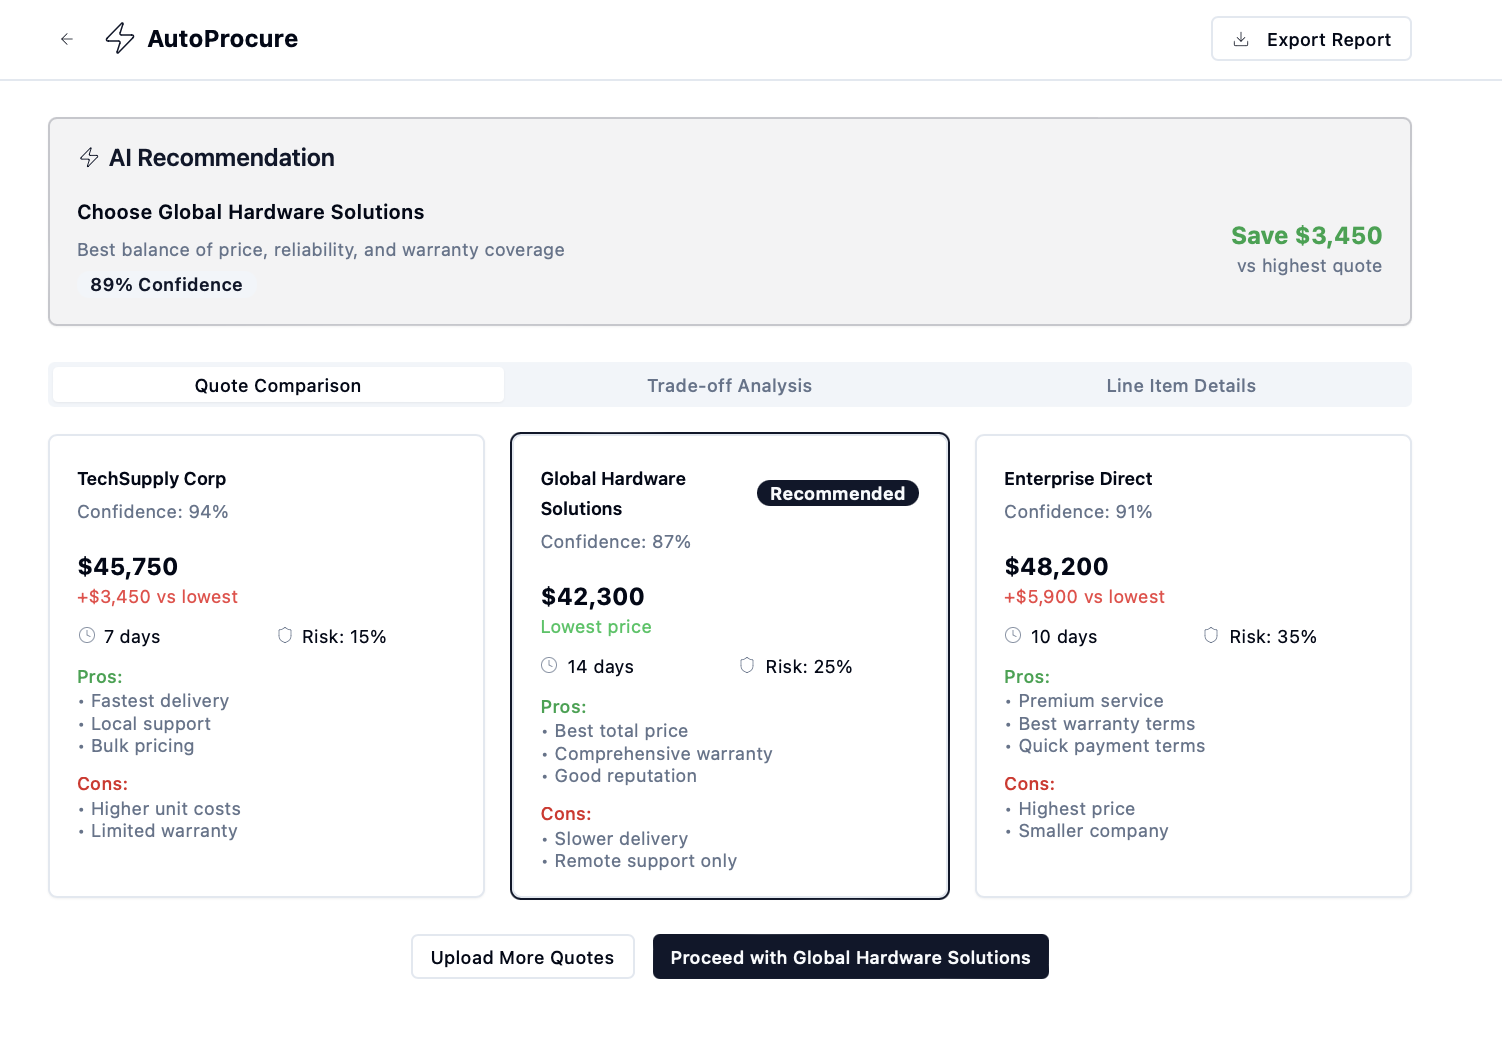 AutoProcure
Export Report
AI Recommendation
Choose Global Hardware Solutions
Best balance of price, reliability, and warranty coverage
89% Confidence
Save $3,450
vs highest quote
Quote Comparison
Trade-off Analysis
Line Item Details
TechSupply Corp
Confidence: 94%
$45,750
+$3,450 vs lowest
7 days
Risk: 15%
Pros:
• Fastest delivery
• Local support
• Bulk pricing
Cons:
• Higher unit costs
• Limited warranty
Global Hardware
Solutions
Recommended
Confidence: 87%
$42,300
Lowest price
14 days
Risk: 25%
Pros:
• Best total price
• Comprehensive warranty
• Good reputation
Cons:
• Slower delivery
• Remote support only
Enterprise Direct
Confidence: 91%
$48,200
+$5,900 vs lowest
10 days
Risk: 35%
Pros:
• Premium service
• Best warranty terms
• Quick payment terms
Cons:
• Highest price
• Smaller company
Upload More Quotes
Proceed with Global Hardware Solutions